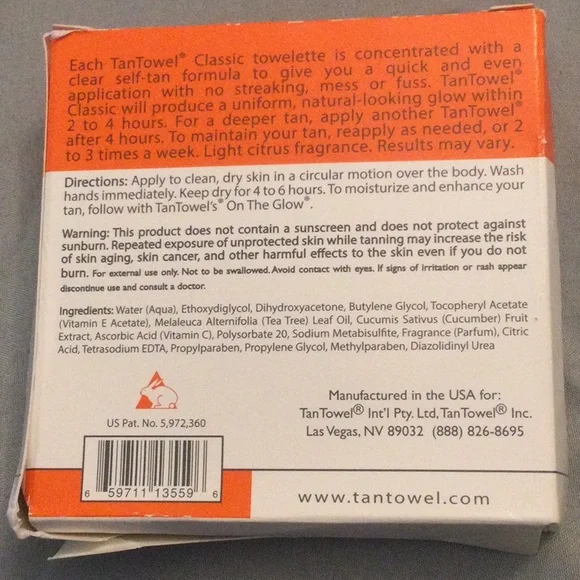 Each TanTowel® Classic towelette is concentrated with a
clear self-tan formula to give you a quick and even
application with no streaking, mess or fuss. TanTowel®
Classic will produce a uniform, natural-looking glow within
2 to 4 hours. For a deeper tan, apply another TanTowel®
after 4 hours. To maintain your tan, reapply as needed, or 2
to 3 times a week. Light citrus fragrance. Results may vary.
Directions: Apply to clean, dry skin in a circular motion over the body. Wash
hands immediately. Keep dry for 4 to 6 hours. To moisturize and enhance your
tan, follow with TanTowel's® On The Glow®.
Warning: This product does not contain a sunscreen and does not protect against
sunburn. Repeated exposure of unprotected skin while tanning may increase the risk
of skin aging, skin cancer, and other harmful effects to the skin even if you do not
burn. For external use only. Not to be swallowed. Avoid contact with eyes. If signs of irritation or rash appear
discontinue use and consult a doctor.
Ingredients: Water (Aqua), Ethoxydiglycol, Dihydroxyacetone, Butylene Glycol, Tocopheryl Acetate
(Vitamin E Acetate), Melaleuca Alternifolia (Tea Tree) Leaf Oil, Cucumis Sativus (Cucumber) Fruit
Extract, Ascorbic Acid (Vitamin C), Polysorbate 20, Sodium Metabisulfite, Fragrance (Parfum), Citric
Acid, Tetrasodium EDTA, Propylparaben, Propylene Glycol, Methylparaben, Diazolidinyl Urea
US Pat. No. 5,972,360
6 59711 13559 6
Manufactured in the USA for:
TanTowel® Int'l Pty. Ltd, TanTowel® Inc.
Las Vegas, NV 89032 (888) 826-8695
www.tantowel.com